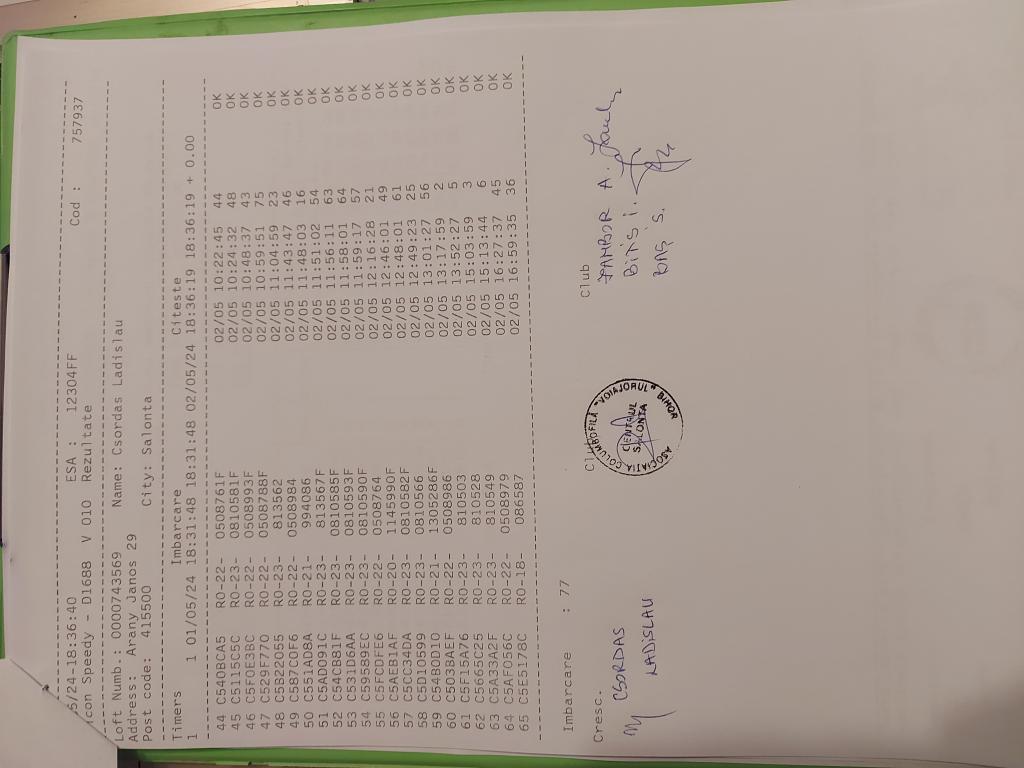 5/24-18:36:40 ESA : 12304FF Cod : 757937
con Speedy - D1688 V 010 Rezultate
Loft Numb.: 0000743569 Name: Csordas Ladislau
Address: Arany Janos 29 City: Salonta
Post code: 415500
Timers Imbarcare Citeste
1 1 01/05/24 18:31:48 18:31:48 02/05/24 18:36:19 18:36:19 + 0.00
44 C540BCA5 RO-22- 0508761F 02/05 10:22:45 44 OK
45 C5115C5C RO-23- 0810581F 02/05 10:24:32 48 OK
46 C5F0E3BC RO-22- 0508993F 02/05 10:48:37 43 OK
47 C529F770 RO-22- 0508788F 02/05 10:59:51 75 OK
48 C5B22055 RO-23- 813562 02/05 11:04:59 23 OK
49 C587C0F6 RO-22- 0508984 02/05 11:43:47 46 OK
50 C551AD8A RO-21- 994086 02/05 11:48:03 16 OK
51 C5AD091C RO-23- 813567F 02/05 11:51:02 54 OK
52 C54CB81F RO-23- 0810585F 02/05 11:56:11 63 OK
53 C531D6AA RO-23- 0810593F 02/05 11:58:01 64 OK
54 C59589EC RO-23- 0810590F 02/05 11:59:17 57 OK
55 C5FCDFE6 RO-22- 0508764 02/05 12:16:28 21 OK
56 C5AEB1AF RO-20- 1145990F 02/05 12:46:01 49 OK
57 C50C34DA RO-23- 0810582F 02/05 12:48:01 61 OK
58 C5D10599 RO-23- 0810566 02/05 12:49:23 25 OK
59 C54B0D10 RO-21- 1305286F 02/05 13:01:27 56 OK
60 C503BAEF RO-22- 0508986 02/05 13:17:59 2 OK
61 C5F15A76 RO-23- 810503 02/05 13:52:27 5 OK
62 C5665C25 RO-23- 810528 02/05 15:03:59 3 OK
63 C5A33A2F RO-23- 810549 02/05 15:13:44 6 OK
64 C5AF056C RO-22- 0508979 02/05 16:27:37 45 OK
65 C5E5178C RO-18- 086587 02/05 16:59:35 36 OK
Imbarcare : 77
Cresc. Club Club
CSORDAS
LADISLAU
ASOCIATIA COLUMBOFILĂ "VOIAJORUL" BIHOR
CENTRUL
SALONTA
JAMBOR A.
BITIS I.
BAS S.